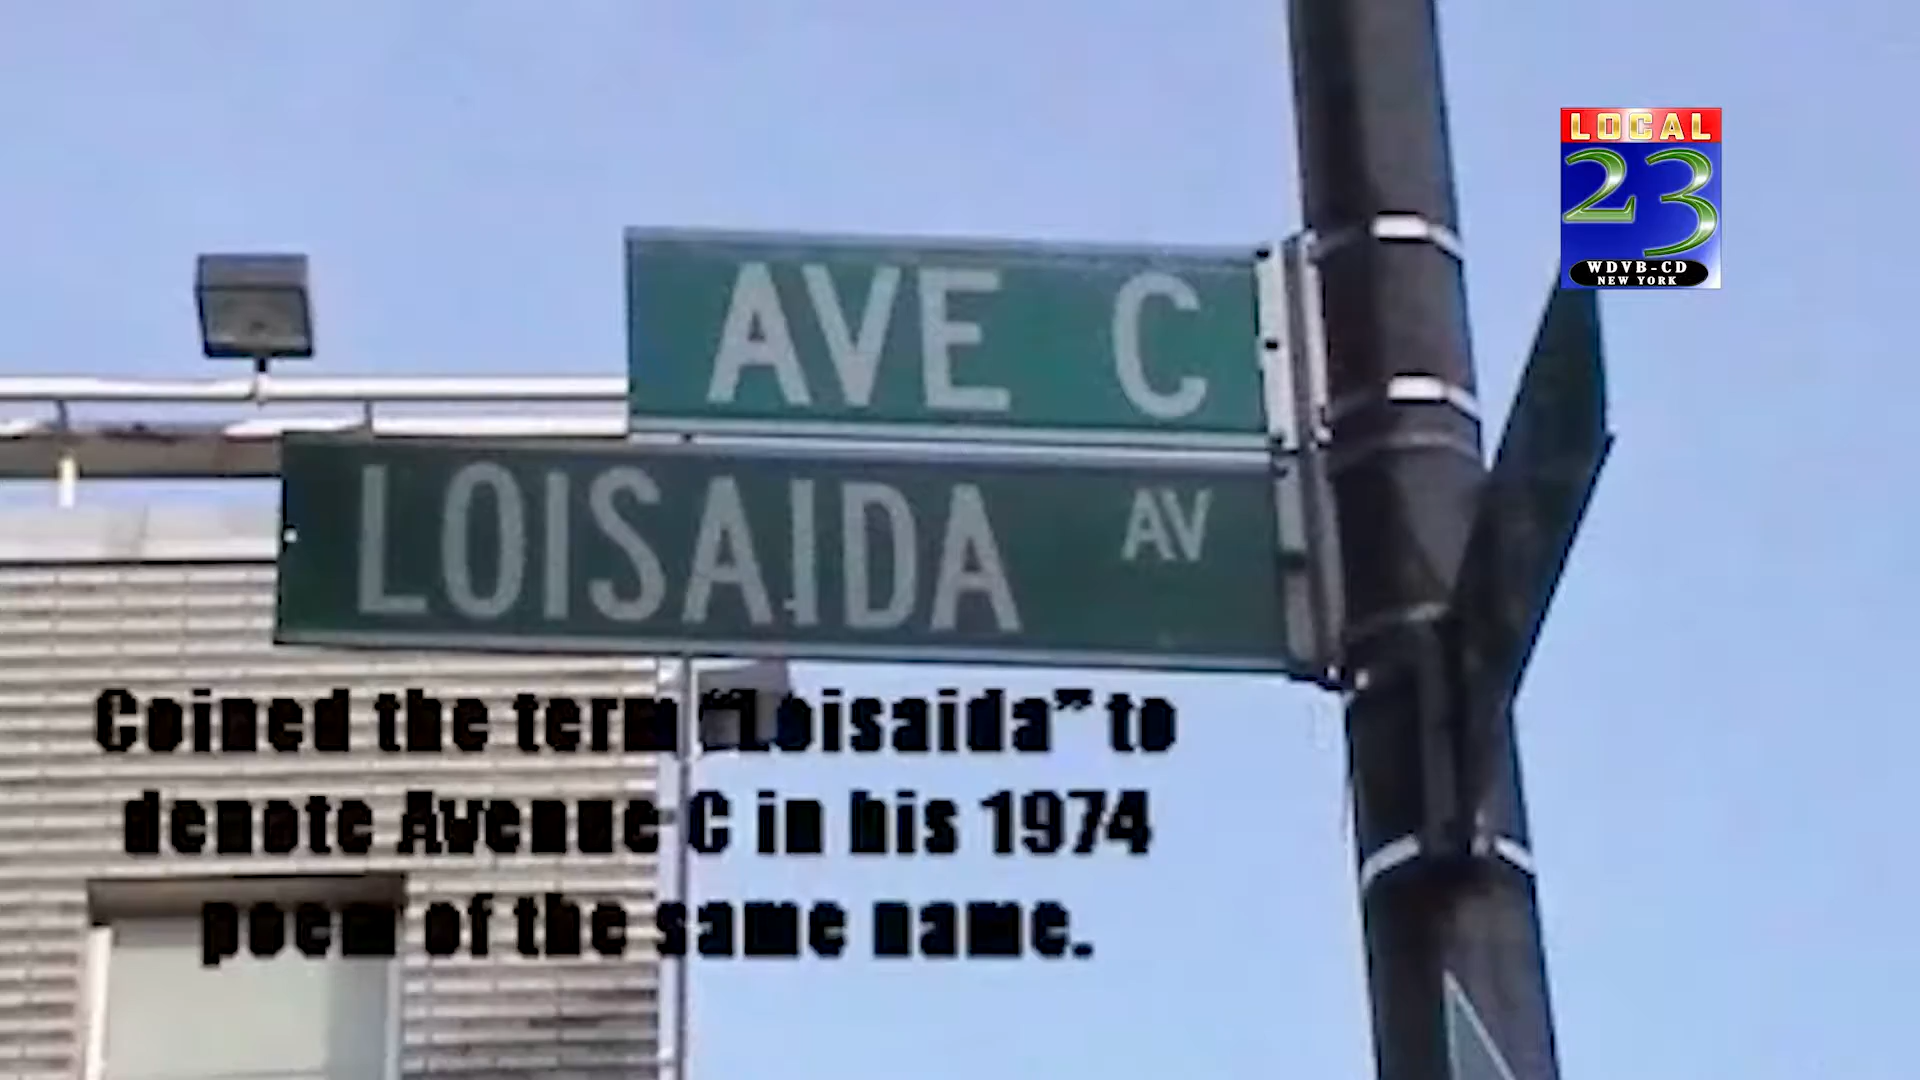 LOCAL
23
WDVB-CD
NEW YORK
AVE C
LOISAIDA AV
Coined the term “Loisaida” to
denote Avenue C in his 1974
poem of the same name.